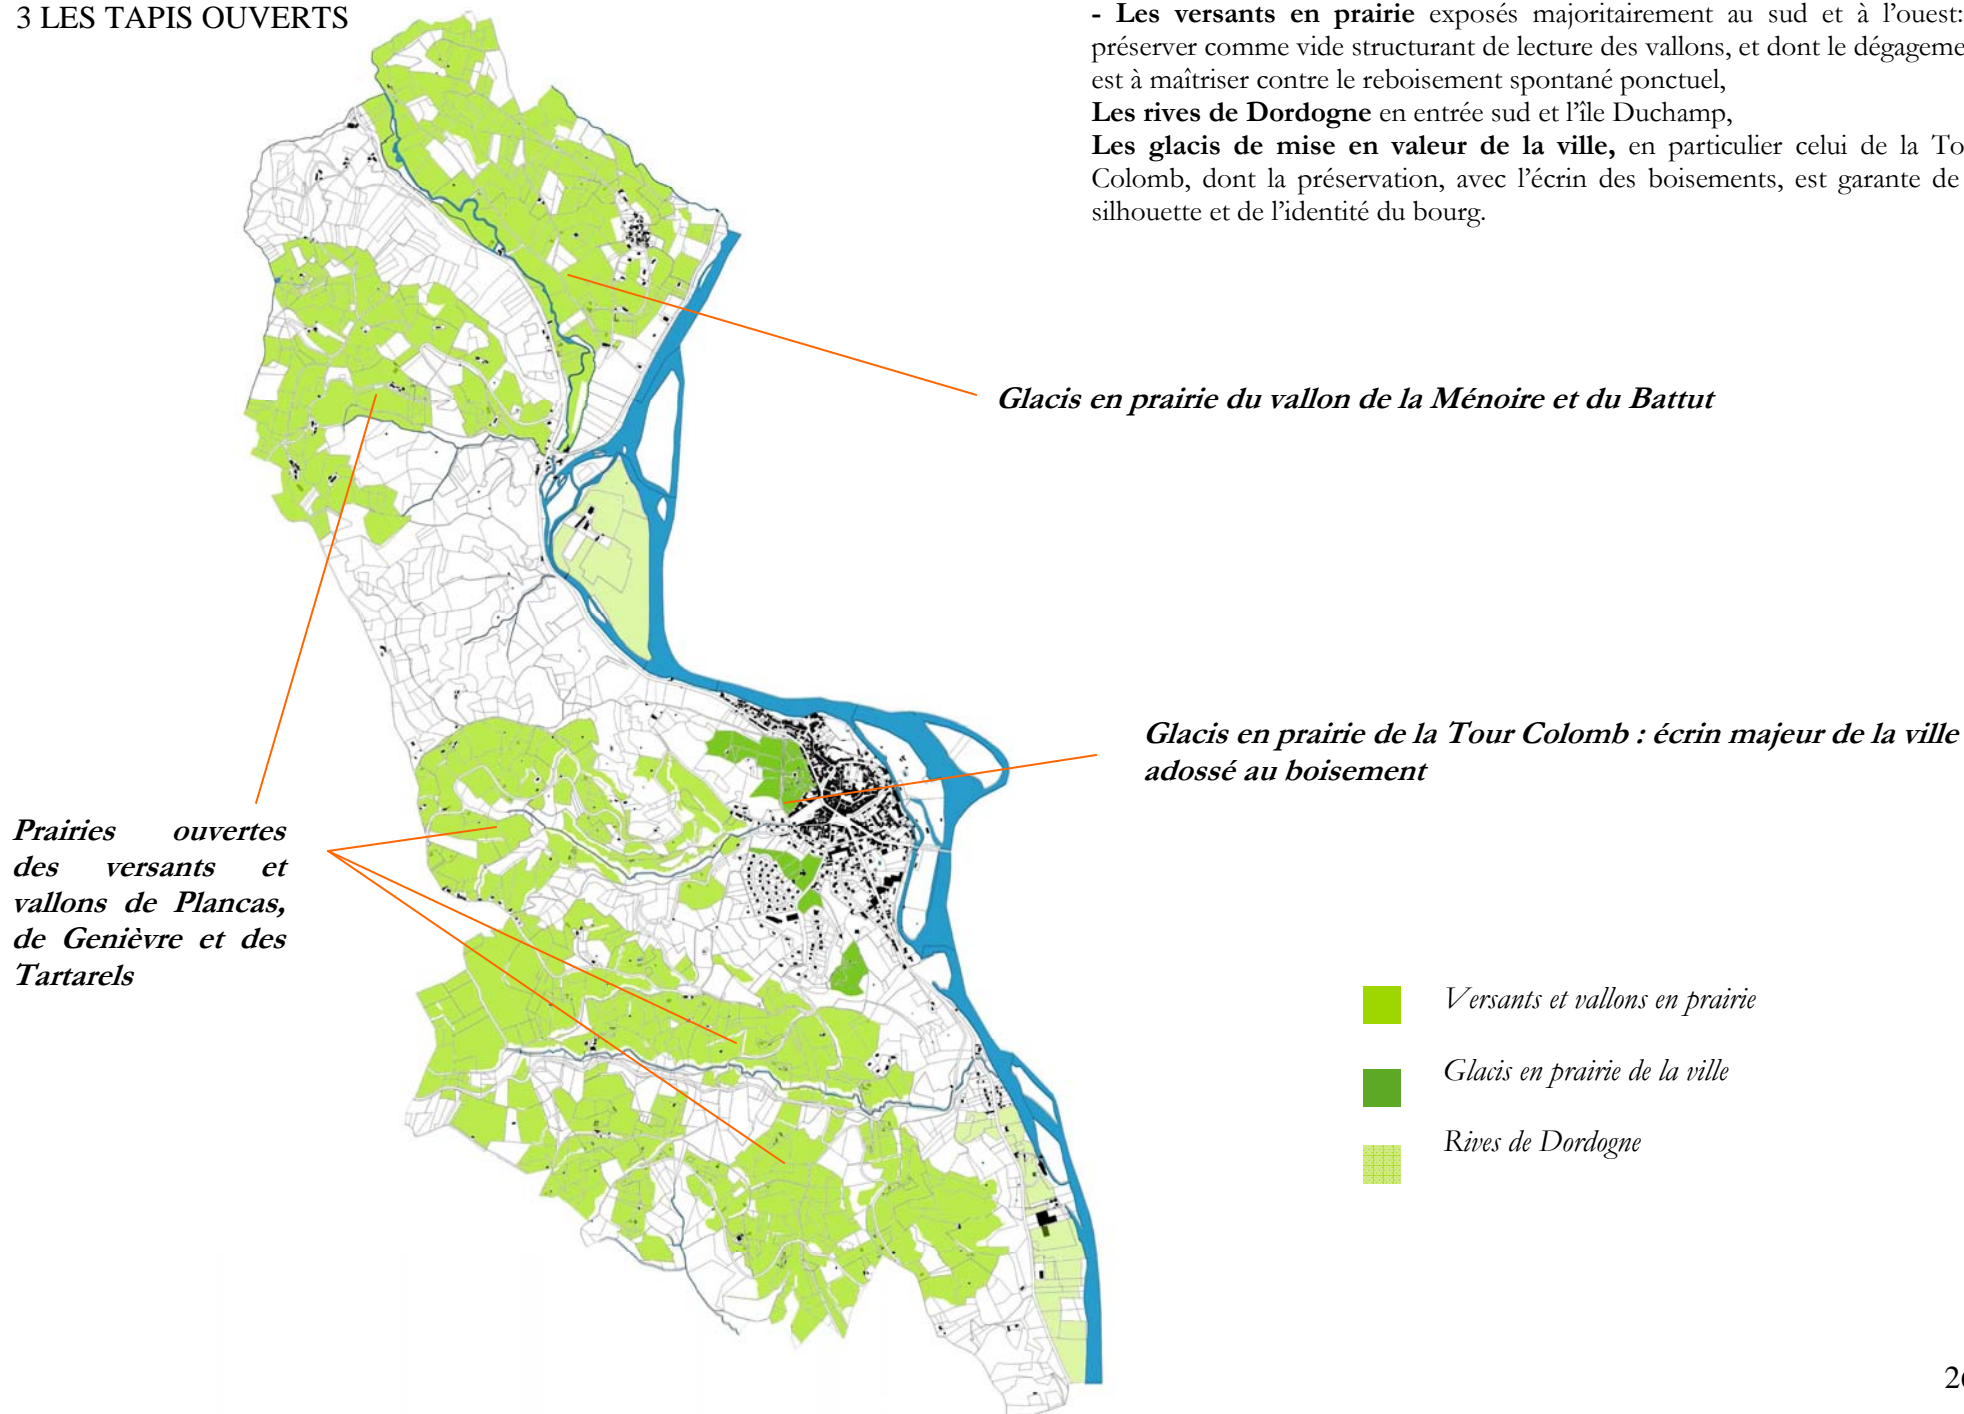 3 LES TAPIS OUVERTS
- Les versants en prairie exposés majoritairement au sud et à l’ouest:
préserver comme vide structurant de lecture des vallons, et dont le
est à maîtriser contre le reboisement spontané ponctuel,
Les rives de Dordogne en entrée sud et l’île Duchamp,
Les glacis de mise en valeur de la ville, en particulier celui de la
Colomb, dont la préservation, avec l’écrin des boisements, est garante de
silhouette et de l’identité du bourg.
Glacis en prairie du vallon de la Ménoire et du Battut
Glacis en prairie de la Tour Colomb : écrin majeur de la ville
adossé au boisement
Prairies ouvertes
des versants et
vallons de Plancas,
de Genièvre et des
Tartarels
Versants et vallons en prairie
Glacis en prairie de la ville
Rives de Dordogne